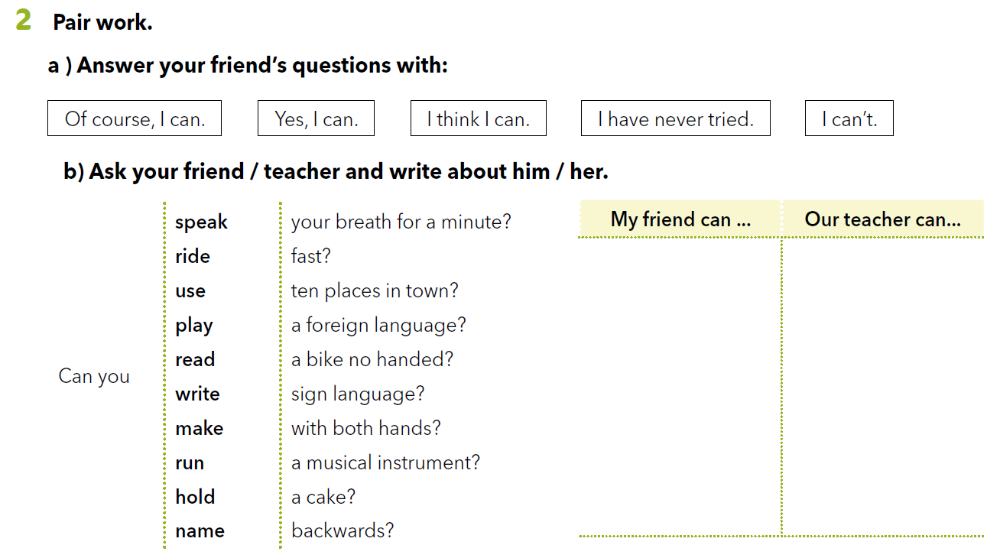 2 Pair work.
a ) Answer your friend’s questions with:
Of course, I can. Yes, I can. I think I can. I have never tried. I can’t.
b) Ask your friend / teacher and write about him / her.
My friend can ... Our teacher can...
speak your breath for a minute?
ride fast?
use ten places in town?
play a foreign language?
read a bike no handed?
Can you
write sign language?
make with both hands?
run a musical instrument?
hold a cake?
name backwards?